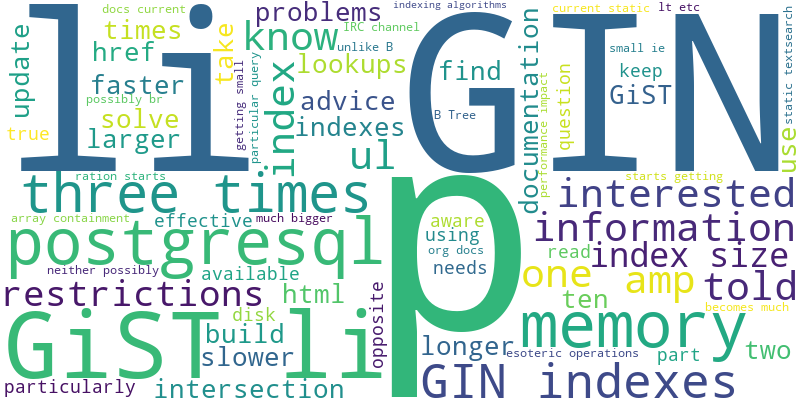 docs current
problems
indexing algorithms
current static
lt etc
li
GIN
update
times
href
take
know
IRC channel
unlike B
small ie
faster
lookups
find
keep
possibly br
index
advice
GiST
solve
getting small
particular query
B Tree
documentation
performance impact
question
static textsearch
true
larger
indexes
use
ul
ration starts
starts getting
three times
p
interested
array containment
effective
much bigger
aware
information
postgresql
using
org docs
read
index size
neither possibly
available
needs
one
amp
told
restrictions
html
opposite
ten
becomes much
GiST li
disk
memory
build
slower
longer
esoteric operations
part
two
particularly
intersection
GIN indexes